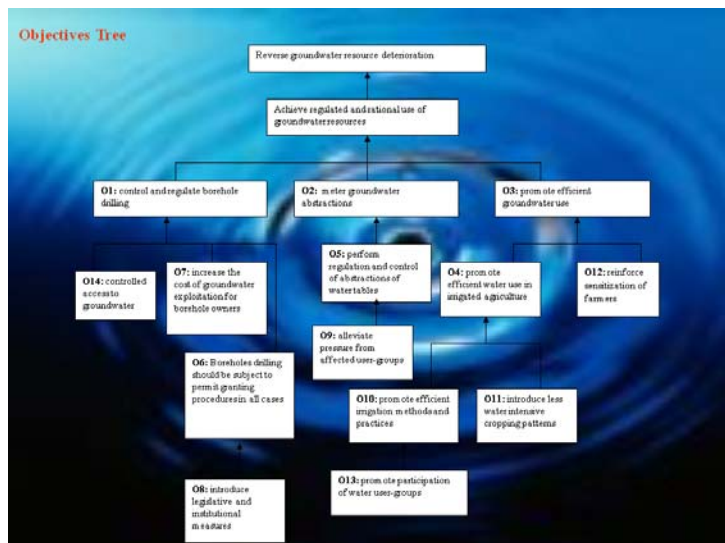 Objectives Tree
Reverse groundwater resource deterioration
Achieve regulated and rational use of
groundwater resources
O1: control and regulate borehole
drilling
O2: meter groundwater
abstractions
O3: promote efficient
groundwater use
O14: controlled
access to
groundwater
O7: increase the
cost of groundwater
exploitation for
borehole owners
O5: perform
regulation and control
of abstractions of
water tables
O4: promote
efficient water use in
irrigated agriculture
O12: reinforce
sensitization of
farmers
O9: alleviate
pressure from
affected user-groups
O6: Boreholes drilling
should be subject to
permit granting
procedures in all cases
O10: promote efficient
irrigation methods and
practices
O11: introduce less
water intensive
cropping patterns
O8: introduce
legislative and
institutional
measures
O13: promote participation
of water user-groups